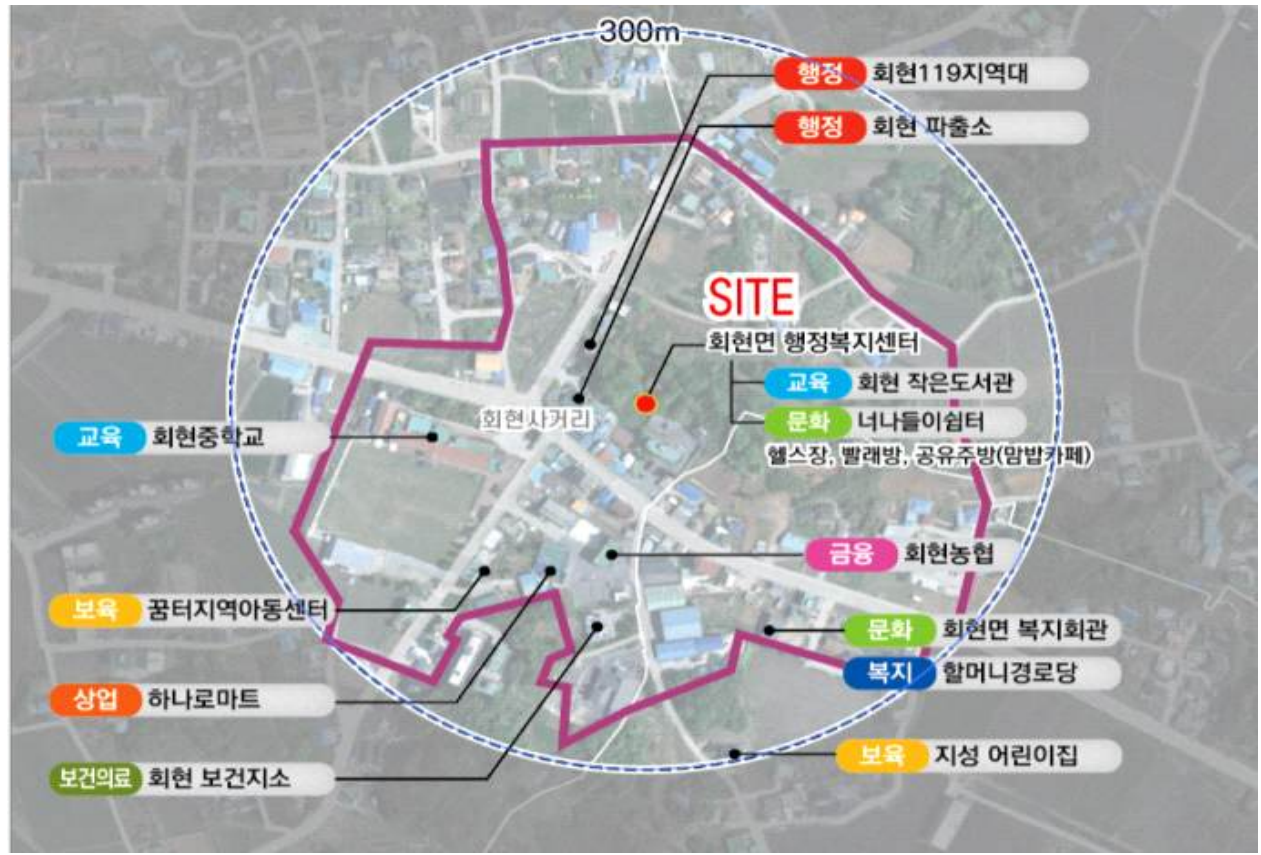 300m
행정 회현119지역대
행정 회현 파출소
SITE
회현면 행정복지센터
교육 회현 작은도서관
문화 너나들이쉼터
헬스장, 빨래방, 공유주방(맘밥카페)
회현사거리
교육 회현중학교
금융 회현농협
보육 꿈터지역아동센터
문화 회현면 복지회관
복지 할머니경로당
상업 하나로마트
보육 지성 어린이집
보건의료 회현 보건지소